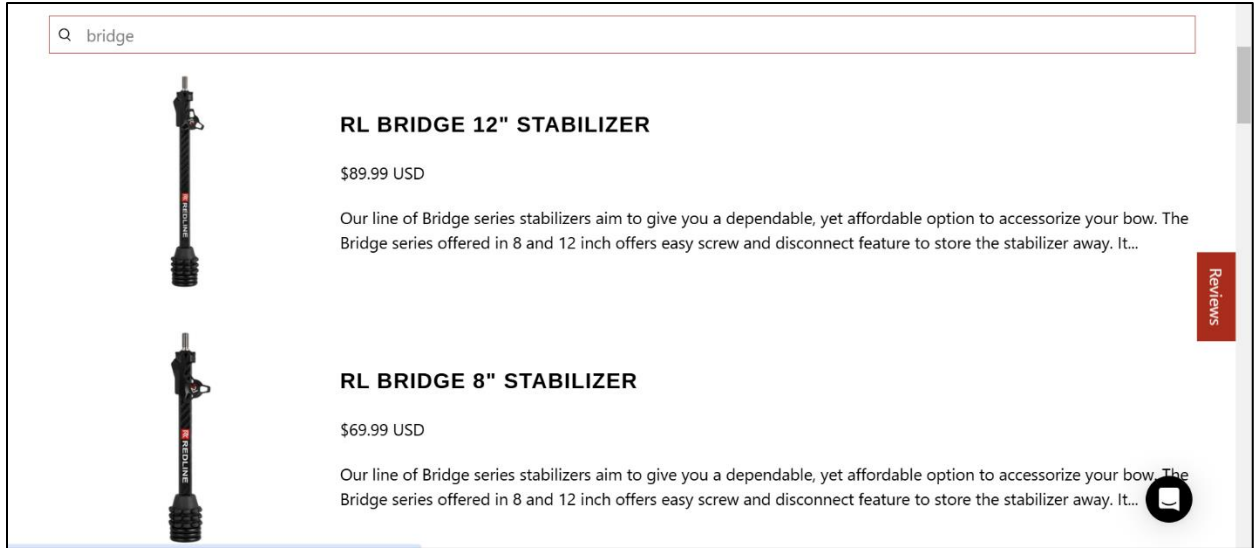 bridge
RL BRIDGE 12" STABILIZER
$89.99 USD
Our line of Bridge series stabilizers aim to give you a dependable, yet affordable option to accessorize your bow. The
Bridge series offered in 8 and 12 inch offers easy screw and disconnect feature to store the stabilizer away. It...
RL REDLINE
Reviews
RL BRIDGE 8" STABILIZER
$69.99 USD
Our line of Bridge series stabilizers aim to give you a dependable, yet affordable option to accessorize your bow. The
Bridge series offered in 8 and 12 inch offers easy screw and disconnect feature to store the stabilizer away. It...
RL REDLINE